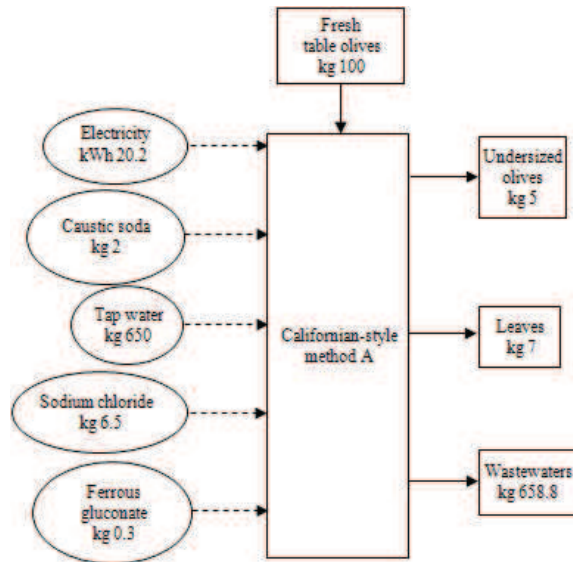 Fresh
table olives
kg 100
Electricity
kWh 20.2
Caustic soda
kg 2
Tap water
kg 650
Sodium chloride
kg 6.5
Ferrous
gluconate
kg 0.3
Californian-style
method A
Undersized
olives
kg 5
Leaves
kg 7
Wastewaters
kg 658.8